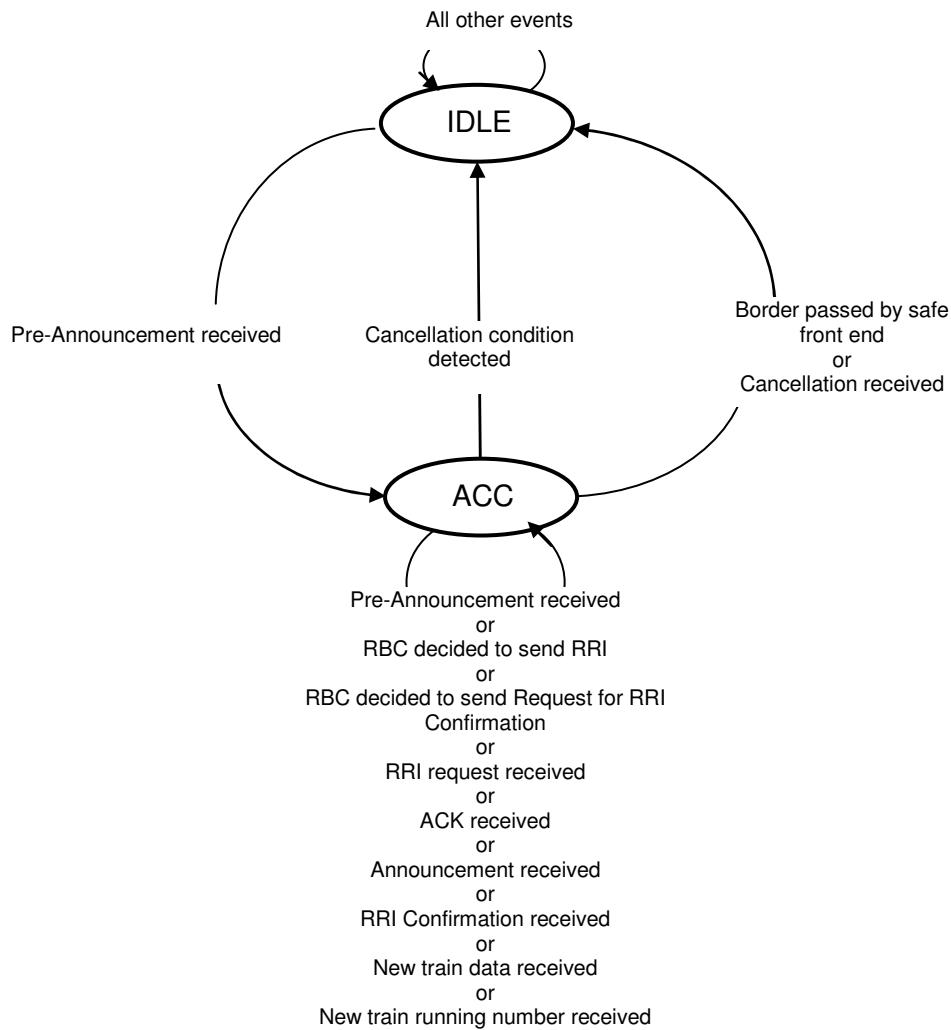 All other events
IDLE
Pre-Announcement received
Cancellation condition
detected
Border passed by safe
front end
or
Cancellation received
ACC
Pre-Announcement received
or
RBC decided to send RRI
or
RBC decided to send Request for RRI
Confirmation
or
RRI request received
or
ACK received
or
Announcement received
or
RRI Confirmation received
or
New train data received
or
New train running number received